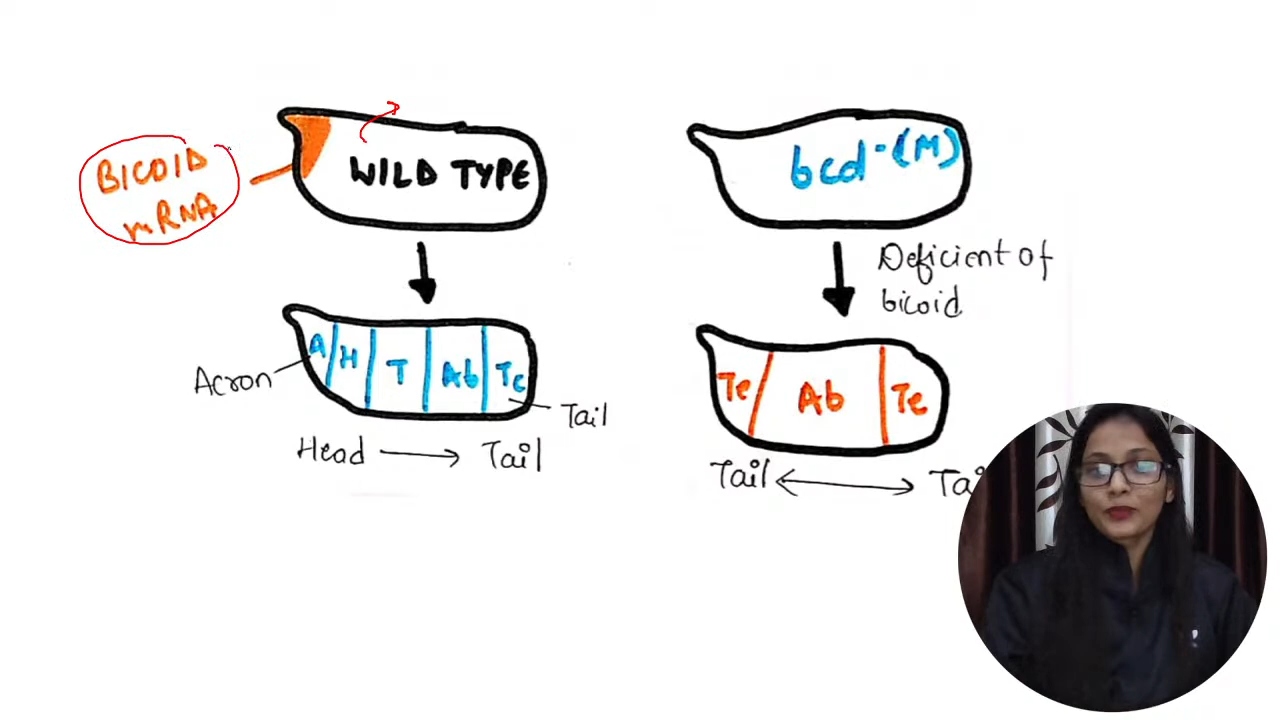 BICOID
mRNA
WILD TYPE
A
H
T
Ab
Te
Acron
Tail
Head
Tail
bcd-(M)
Deficient of
bicoid
Te
Ab
Te
Tail
Tai